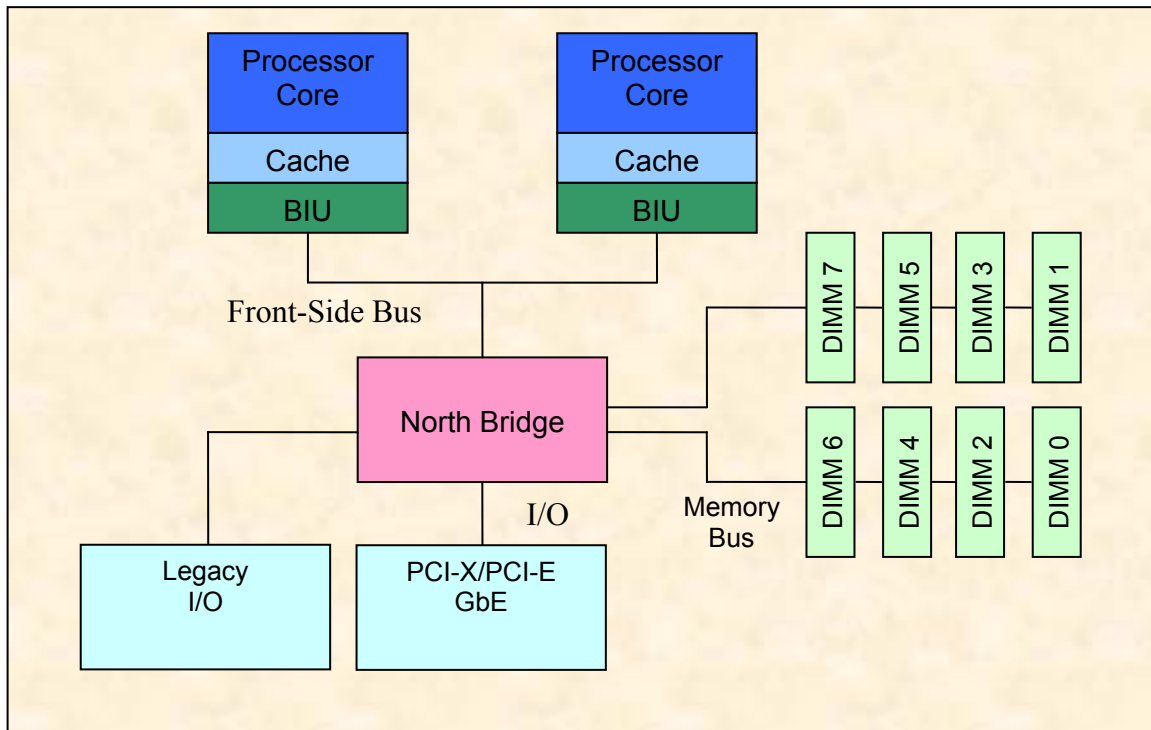 Processor
Core
Cache
BIU
Processor
Core
Cache
BIU
Front-Side Bus
DIMM 7
DIMM 5
DIMM 3
DIMM 1
North Bridge
DIMM 6
DIMM 4
DIMM 2
DIMM 0
I/O
Memory
Bus
Legacy
I/O
PCI-X/PCI-E
GbE